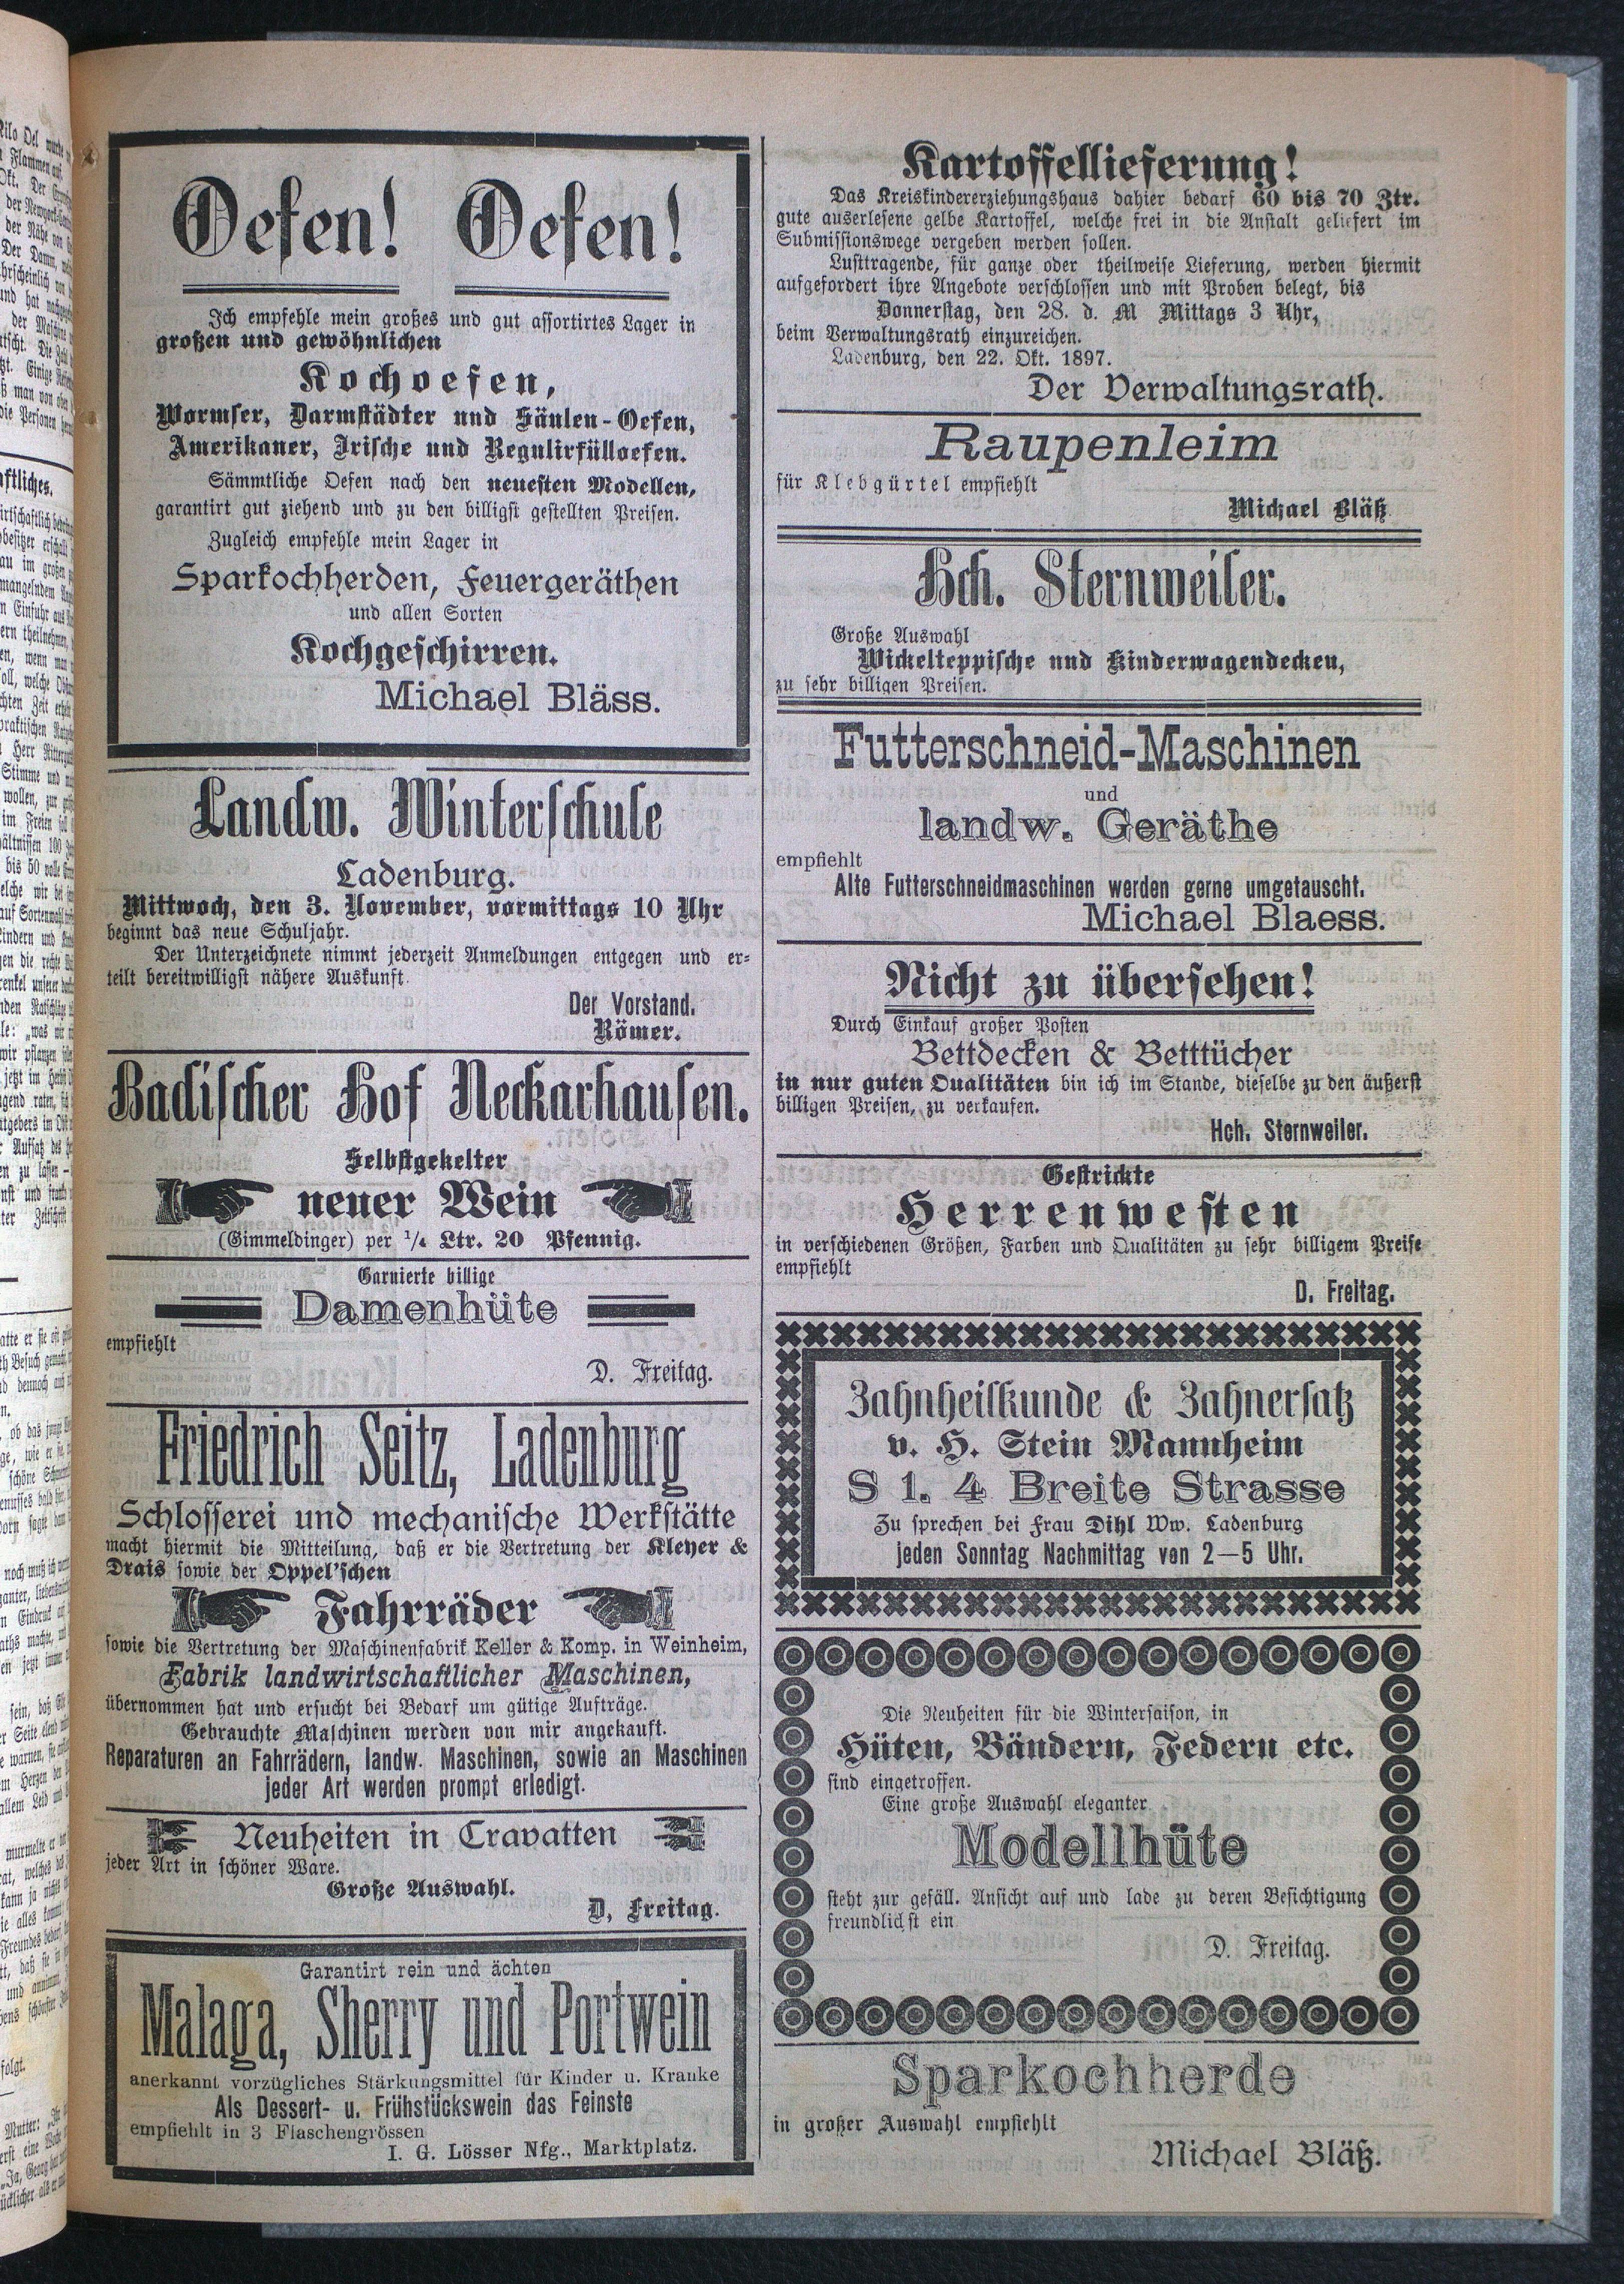 Oefen! Oefen!
Ich empfehle mein großes und gut assortirtes Lager in
großen und gewöhnlichen
Kochoefen,
Wormser, Darmstädter und Säulen-Oefen,
Amerikaner, Irische und Regulirfülloefen.
Sämmtliche Oefen nach den neuesten Modellen,
garantirt gut ziehend und zu den billigst gestellten Preisen.
Zugleich empfehle mein Lager in
Sparkochherden, Feuergeräthen
und allen Sorten
Kochgeschirren.
Michael Bläss.
Landw. Winterschule
Ladenburg.
Mittwoch, den 3. November, vormittags 10 Uhr
beginnt das neue Schuljahr.
Der Unterzeichnete nimmt jederzeit Anmeldungen entgegen und er-
teilt bereitwilligst nähere Auskunft.
Der Vorstand.
Römer.
Badischer Hof Neckarhausen.
Selbstgekelter
neuer Wein
(Gimmeldinger) per 1/4 Ltr. 20 Pfennig.
Garnierte billige
Damenhüte
empfiehlt
D. Freitag.
Friedrich Seitz, Ladenburg
Schlosserei und mechanische Werkstätte
macht hiermit die Mitteilung, daß er die Vertretung der Kleyer &
Drais sowie der Oppel'schen
Fahrräder
sowie die Vertretung der Maschinenfabrik Keller & Komp. in Weinheim,
Fabrik landwirtschaftlicher Maschinen,
übernommen hat und ersucht bei Bedarf um gütige Aufträge.
Gebrauchte Maschinen werden von mir angekauft.
Reparaturen an Fahrrädern, landw. Maschinen, sowie an Maschinen
jeder Art werden prompt erledigt.
Neuheiten in Cravatten
jeder Art in schöner Ware.
Große Auswahl.
D, Freitag.
Garantirt rein und ächten
Malaga, Sherry und Portwein
anerkannt vorzügliches Stärkungsmittel für Kinder u. Kranke
Als Dessert- u. Frühstückswein das Feinste
empfiehlt in 3 Flaschengrössen
I. G. Lösser Nfg., Marktplatz.
Kartoffellieferung!
Das Kreiskindererziehungshaus dahier bedarf 60 bis 70 Ztr.
gute auserlesene gelbe Kartoffel, welche frei in die Anstalt geliefert im
Submissionswege vergeben werden sollen.
Lusttragende, für ganze oder theilweise Lieferung, werden hiermit
aufgefordert ihre Angebote verschlossen und mit Proben belegt, bis
Donnerstag, den 28. d. M Mittags 3 Uhr,
beim Verwaltungsrath einzureichen.
Ladenburg, den 22. Okt. 1897.
Der Verwaltungsrath.
Raupenleim
für Klebgürtel empfiehlt
Michael Bläß
Hch. Sternweiler.
Große Auswahl
Wickelteppische und Kinderwagendecken,
zu sehr billigen Preisen.
Futterschneid-Maschinen
und
landw. Geräthe
empfiehlt
Alte Futterschneidmaschinen werden gerne umgetauscht.
Michael Blaess.
Nicht zu übersehen!
Durch Einkauf großer Posten
Bettdecken & Betttücher
in nur guten Qualitäten bin ich im Stande, dieselbe zu den äußerst
billigen Preisen, zu verkaufen.
Hch. Sternweiler.
Gestrickte
Herrenwesten
in verschiedenen Größen, Farben und Qualitäten zu sehr billigem Preise
empfiehlt
D. Freitag.
Zahnheilkunde & Zahnersatz
v. H. Stein Mannheim
S 1. 4 Breite Strasse
Zu sprechen bei Frau Dihl Ww. Ladenburg
jeden Sonntag Nachmittag von 2—5 Uhr.
Die Neuheiten für die Wintersaison, in
Hüten, Bändern, Federn etc.
sind eingetroffen.
Eine große Auswahl eleganter
Modellhüte
steht zur gefäll. Ansicht auf und lade zu deren Besichtigung
freundlichst ein
D. Freitag.
Sparkochherde
in großer Auswahl empfiehlt
Michael Bläß.